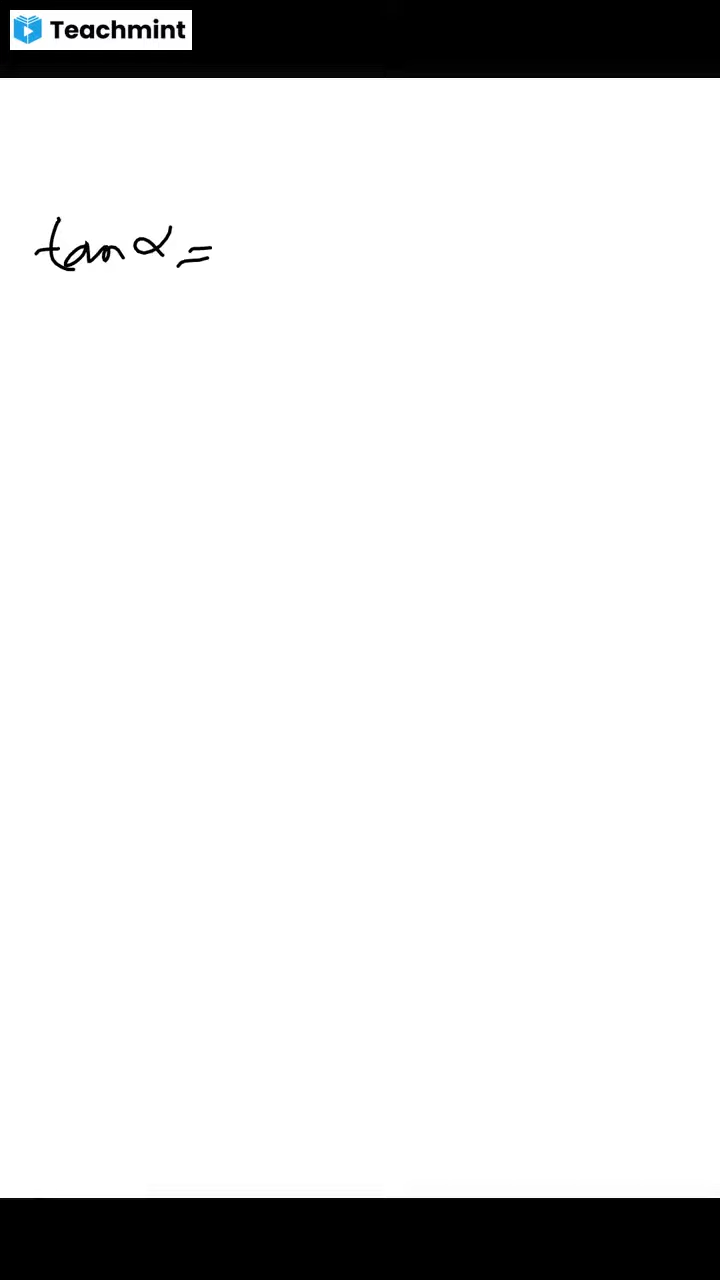 Teachmint
tan α =